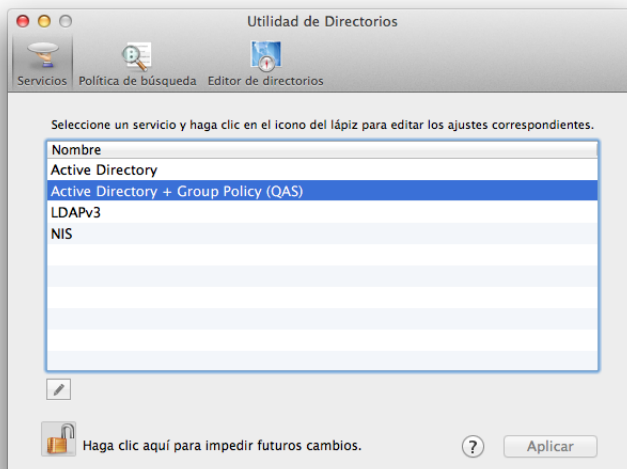 Utilidad de Directorios
Servicios Política de búsqueda Editor de directorios
Seleccione un servicio y haga clic en el icono del lápiz para editar los ajustes correspondientes.
Nombre
Active Directory
Active Directory + Group Policy (QAS)
LDAPv3
NIS
Haga clic aquí para impedir futuros cambios.
? Aplicar